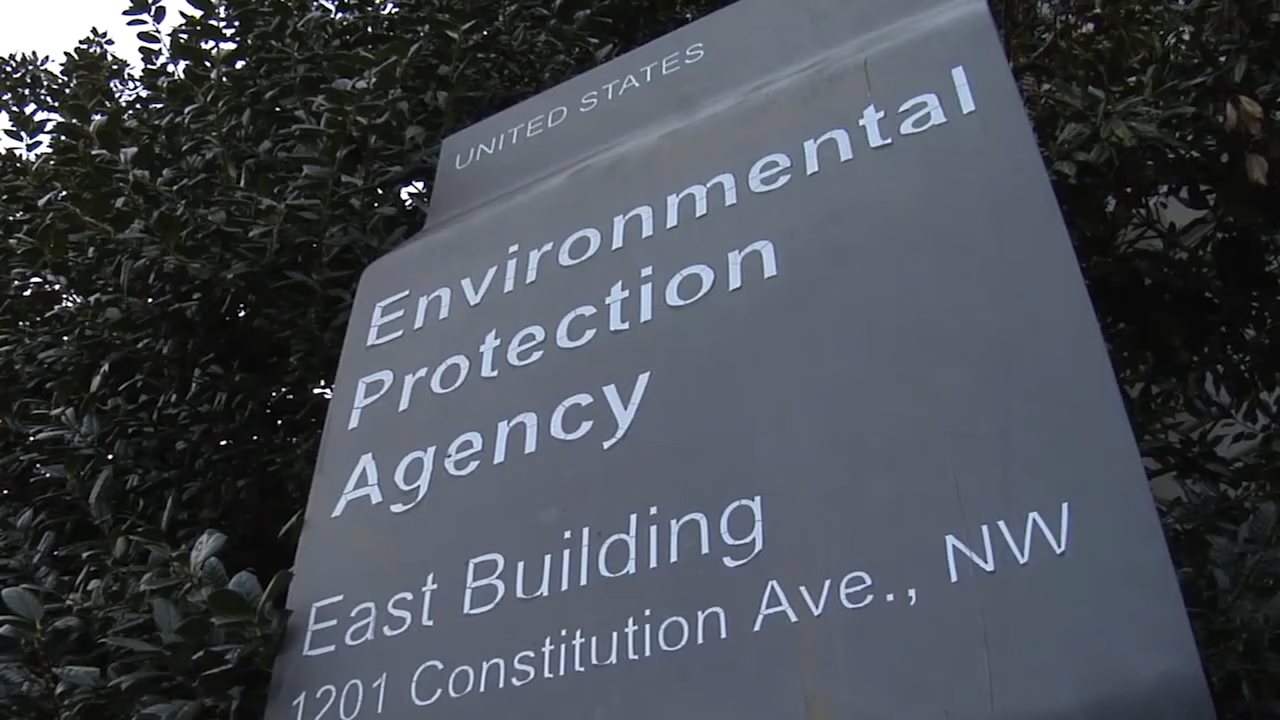 UNITED STATES
Environmental
Protection
Agency
East Building
1201 Constitution Ave., NW